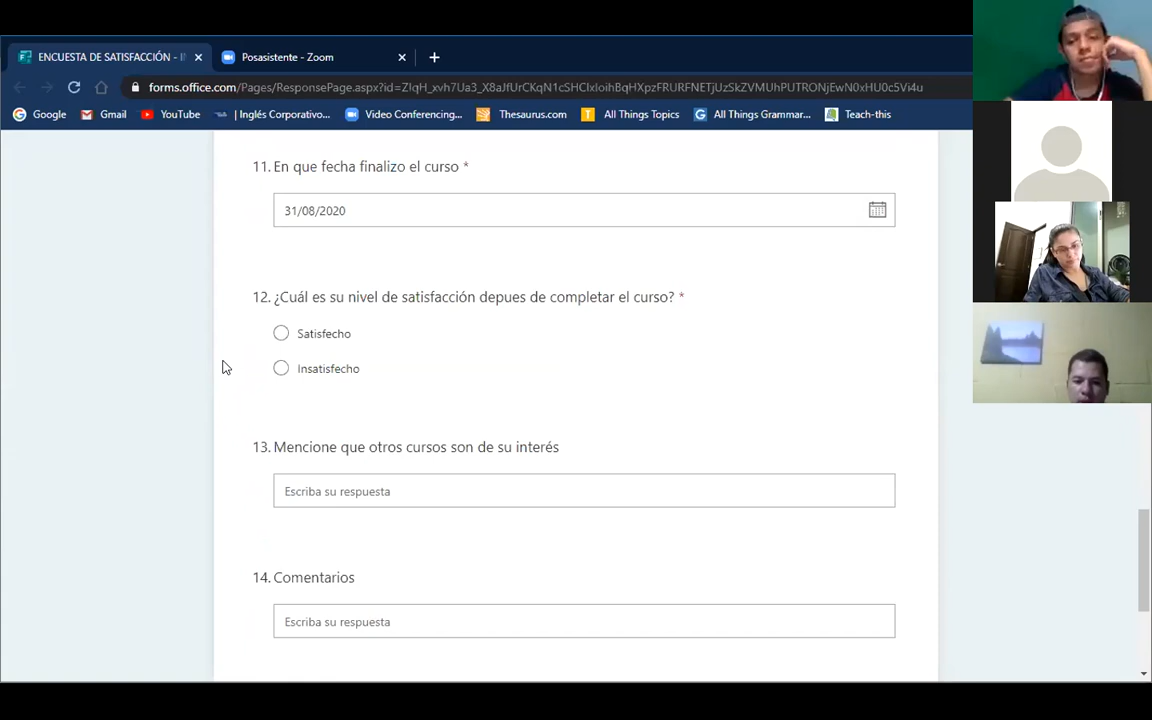 ENCUESTA DE SATISFACCIÓN - II
Posasistente - Zoom
forms.office.com/Pages/ResponsePage.aspx?id=ZIqH_xvh7Ua3_X8aJfUrCKqN1cSHCIxIoihBqHXpzFRURFNETjUzSkZVMUhPUTRONjEwN0xHU0c5Vi4u
Google
Gmail
YouTube
| Inglés Corporativo...
Video Conferencing,...
Thesaurus.com
All Things Topics
All Things Grammar...
Teach-this
11. En que fecha finalizo el curso *
31/08/2020
12. ¿Cuál es su nivel de satisfacción depues de completar el curso? *
Satisfecho
Insatisfecho
13. Mencione que otros cursos son de su interés
Escriba su respuesta
14. Comentarios
Escriba su respuesta